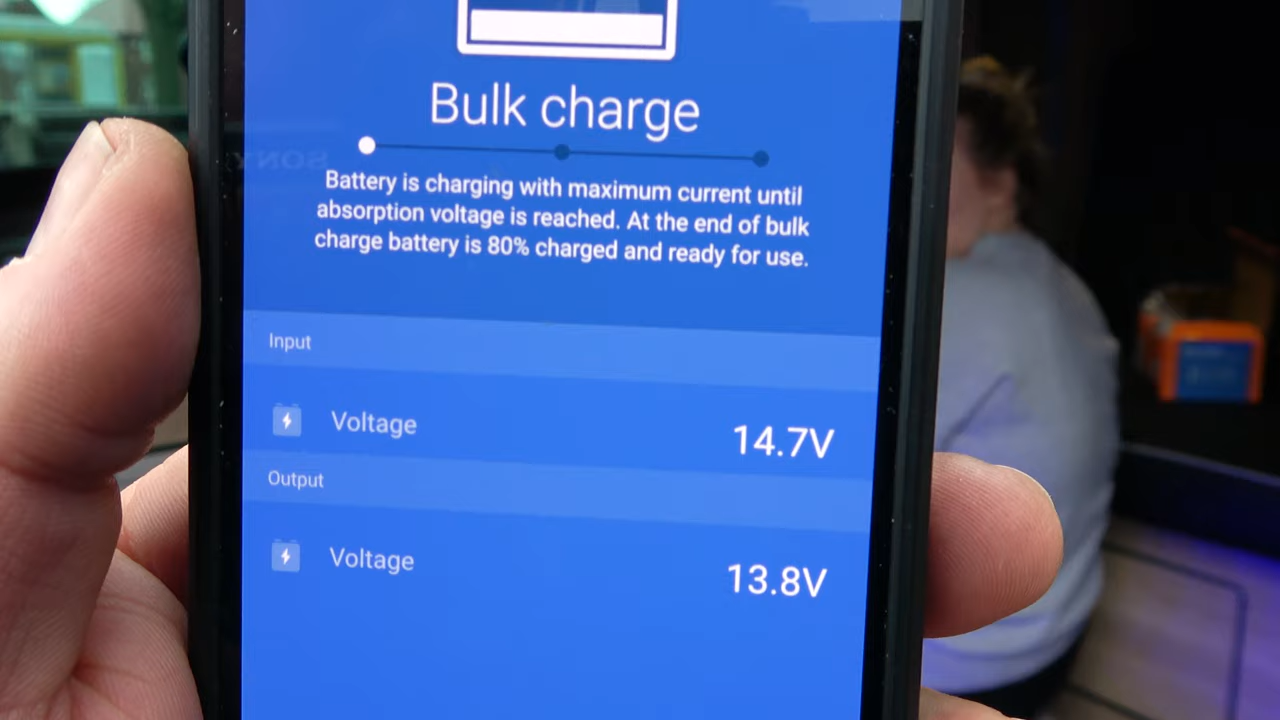 Bulk charge
SONY
Battery is charging with maximum current until
absorption voltage is reached. At the end of bulk
charge battery is 80% charged and ready for use.
Input
Voltage 14.7V
Output
Voltage 13.8V